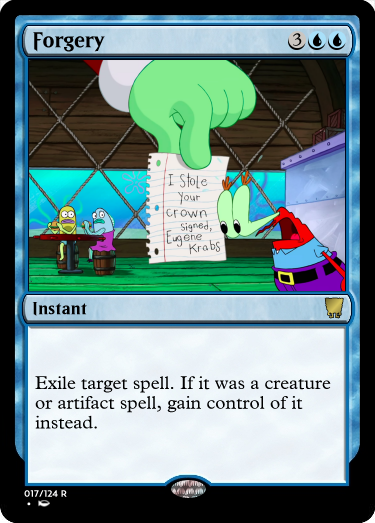 Forgery
3
I Stole
your
crown
signed,
Eugene
Krabs
Instant
Exile target spell. If it was a creature
or artifact spell, gain control of it
instead.
017/124 R